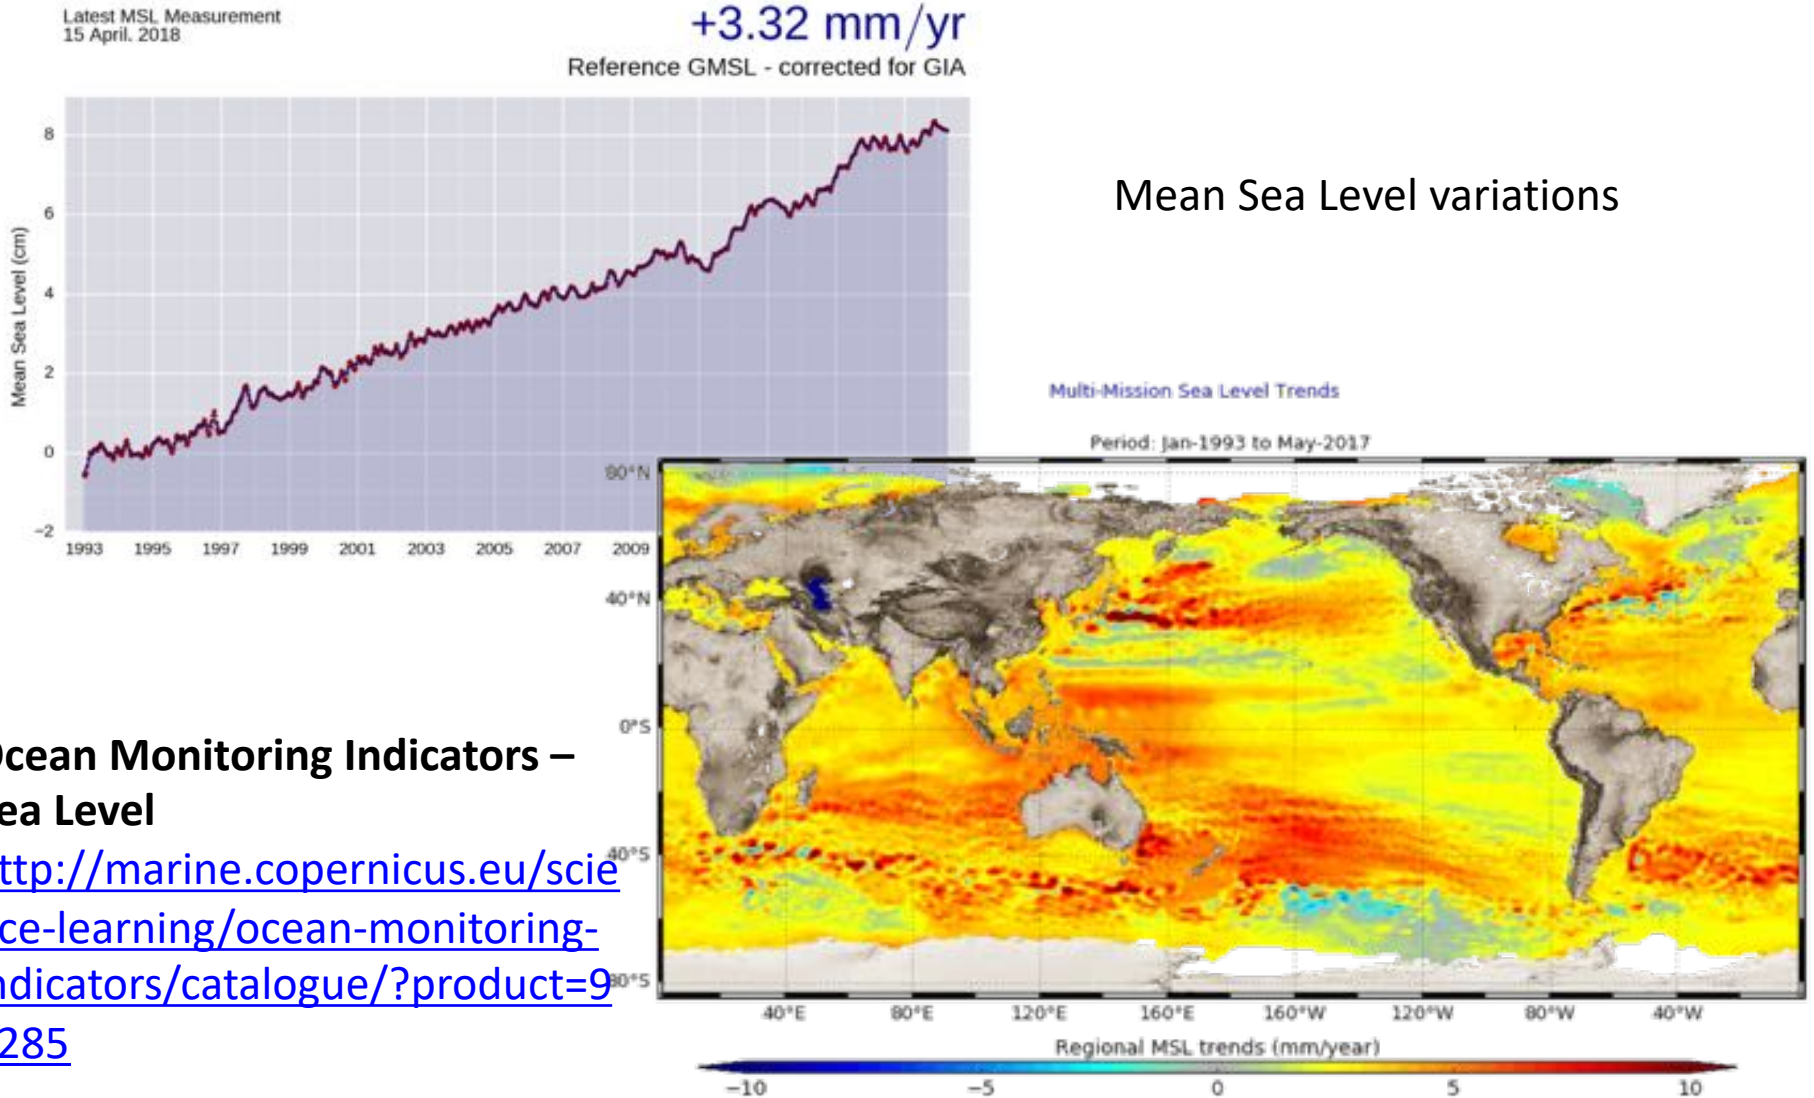 Latest MSL Measurement
15 April. 2018
+3.32 mm/yr
Reference GMSL - corrected for GIA
Mean Sea Level (cm)
8
6
4
2
0
−2
1993 1995 1997 1999 2001 2003 2005 2007 2009
Mean Sea Level variations
Multi-Mission Sea Level Trends
Period: Jan-1993 to May-2017
80°N
40°N
0°S
40°S
80°S
40°E 80°E 120°E 160°E 160°W 120°W 80°W 40°W
Regional MSL trends (mm/year)
−10 −5 0 5 10
cean Monitoring Indicators –
ea Level
ttp://marine.copernicus.eu/scie
ce-learning/ocean-monitoring-
ndicators/catalogue/?product=9
285